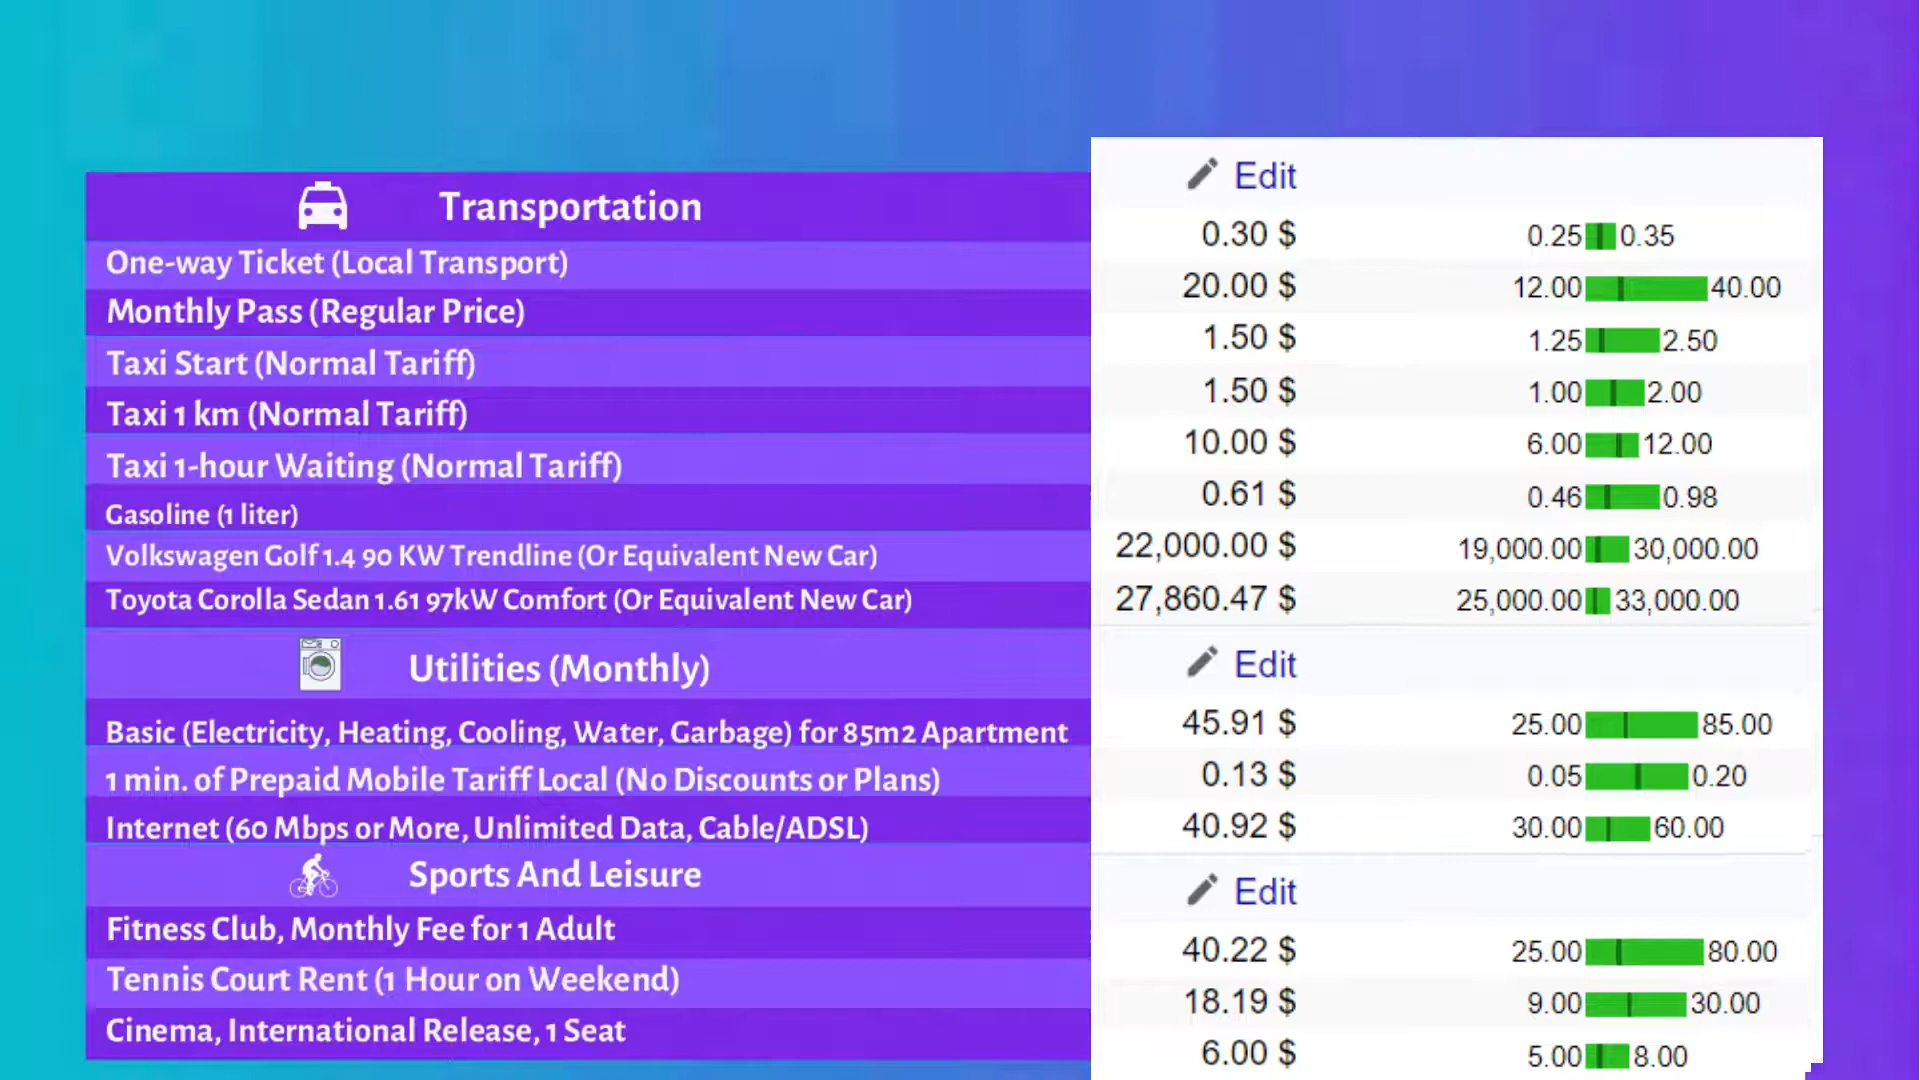 Transportation
Edit
One-way Ticket (Local Transport)
0.30 $ 0.25 0.35
Monthly Pass (Regular Price)
20.00 $ 12.00 40.00
Taxi Start (Normal Tariff)
1.50 $ 1.25 2.50
Taxi 1 km (Normal Tariff)
1.50 $ 1.00 2.00
Taxi 1-hour Waiting (Normal Tariff)
10.00 $ 6.00 12.00
Gasoline (1 liter)
0.61 $ 0.46 0.98
Volkswagen Golf 1.4 90 KW Trendline (Or Equivalent New Car)
22,000.00 $ 19,000.00 30,000.00
Toyota Corolla Sedan 1.61 97kW Comfort (Or Equivalent New Car)
27,860.47 $ 25,000.00 33,000.00
Utilities (Monthly)
Edit
Basic (Electricity, Heating, Cooling, Water, Garbage) for 85m2 Apartment
45.91 $ 25.00 85.00
1 min. of Prepaid Mobile Tariff Local (No Discounts or Plans)
0.13 $ 0.05 0.20
Internet (60 Mbps or More, Unlimited Data, Cable/ADSL)
40.92 $ 30.00 60.00
Sports And Leisure
Edit
Fitness Club, Monthly Fee for 1 Adult
40.22 $ 25.00 80.00
Tennis Court Rent (1 Hour on Weekend)
18.19 $ 9.00 30.00
Cinema, International Release, 1 Seat
6.00 $ 5.00 8.00